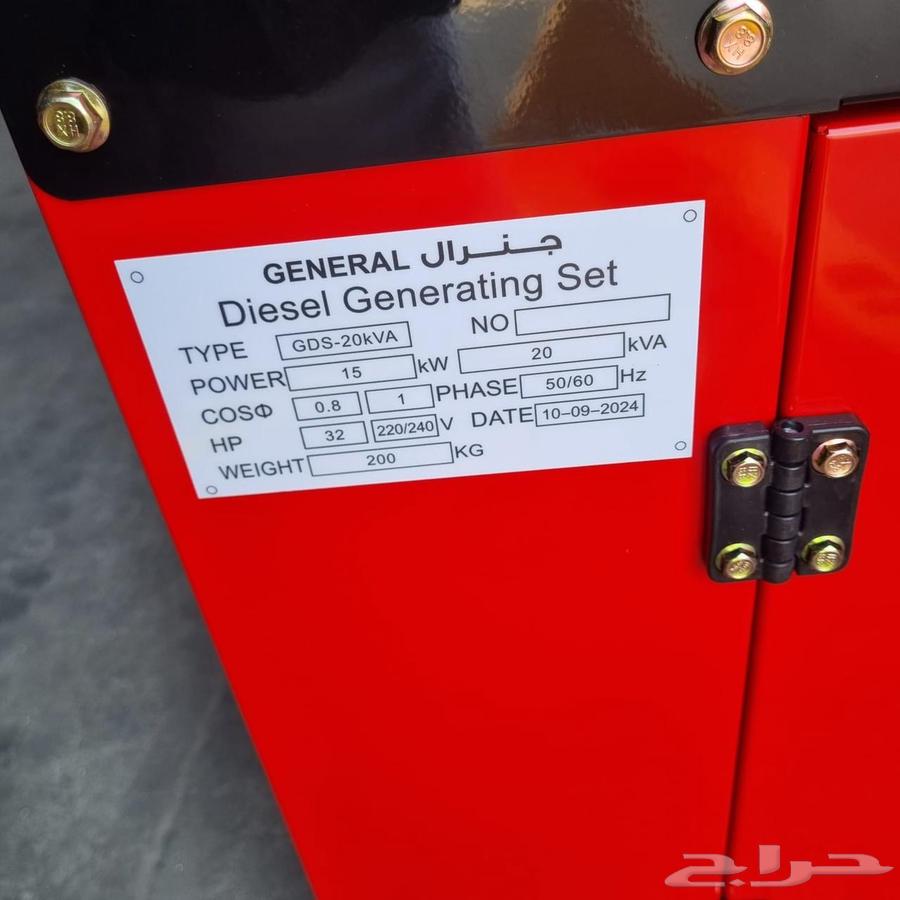 GENERAL جنرال
Diesel Generating Set
TYPE GDS-20kVA NO
POWER 15 kW 20 kVA
COSΦ 0.8 1 PHASE 50/60 Hz
HP 32 220/240 V DATE 10-09-2024
WEIGHT 200 KG
حراج